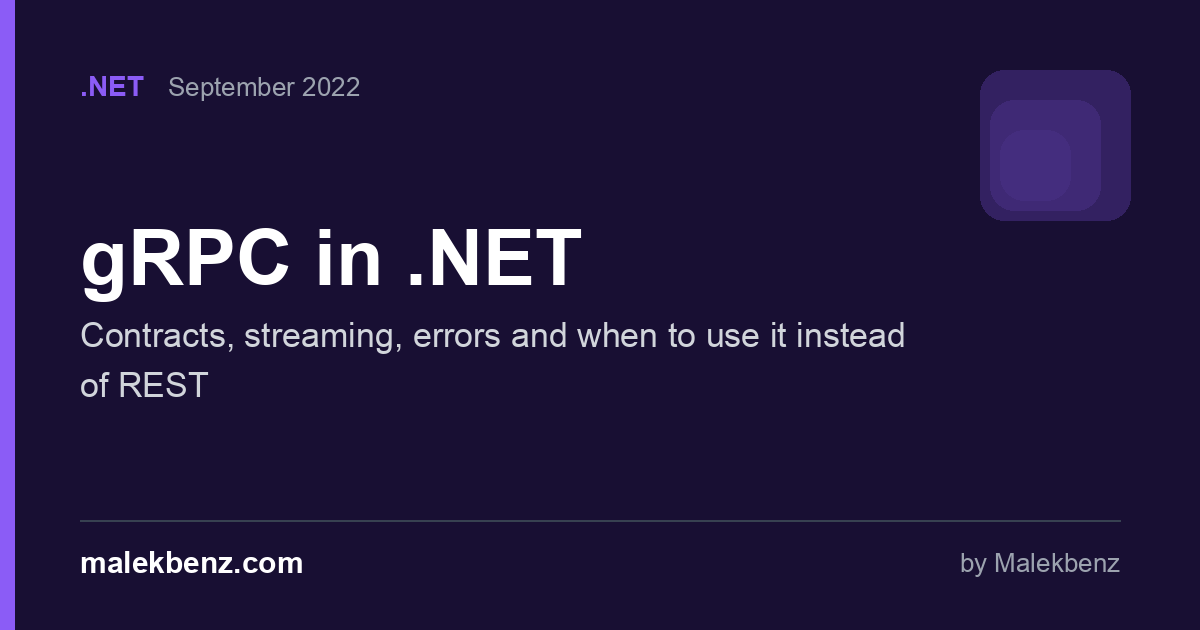 .NET September 2022
gRPC in .NET
Contracts, streaming, errors and when to use it instead
of REST
malekbenz.com
by Malekbenz